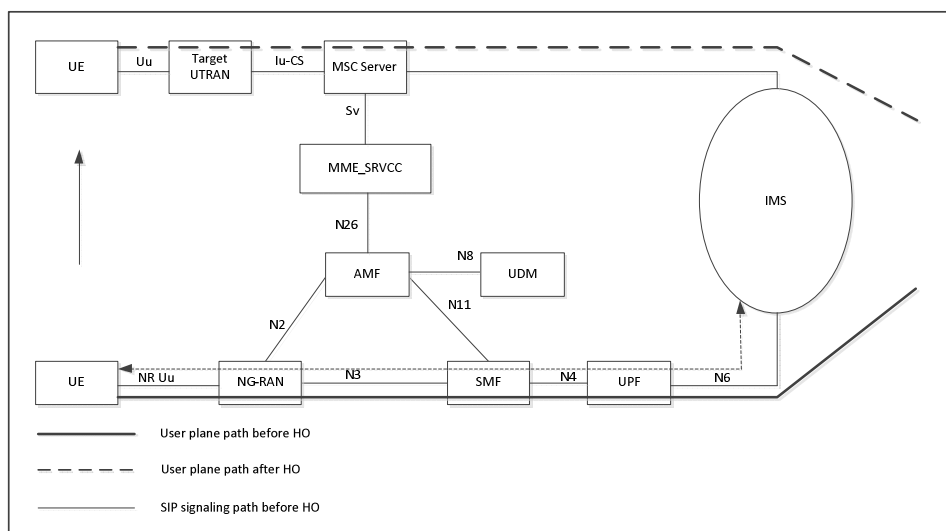 UE
Uu
Target
UTRAN
Iu-CS
MSC Server
Sv
MME_SRVCC
IMS
N26
AMF
N8
UDM
N2
N11
UE
NR Uu
NG-RAN
N3
SMF
N4
UPF
N6
User plane path before HO
User plane path after HO
SIP signaling path before HO